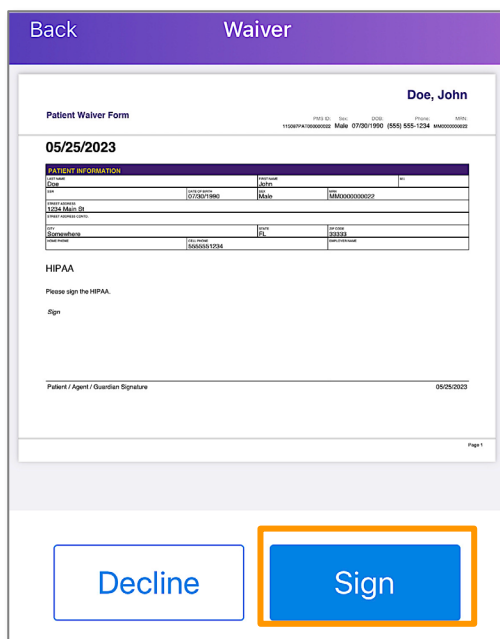 Back Waiver
Doe, John
Patient Waiver Form
PMS ID: Sex: DOB: Phone: MRN:
Male 07/30/1990 (555) 555-1234 MM0000000022
05/25/2023
PATIENT INFORMATION
LAST NAME FIRST NAME M.I.
Doe John
SSN DATE OF BIRTH SEX MRN
07/30/1990 Male MM0000000022
STREET ADDRESS
1234 Main St
STREET ADDRESS CONTD.
CITY STATE ZIP CODE
Somewhere FL 33333
HOME PHONE CELL PHONE EMPLOYER NAME
5555551234
HIPAA
Please sign the HIPAA.
Sign
Patient / Agent / Guardian Signature 05/25/2023
Page 1
Decline Sign